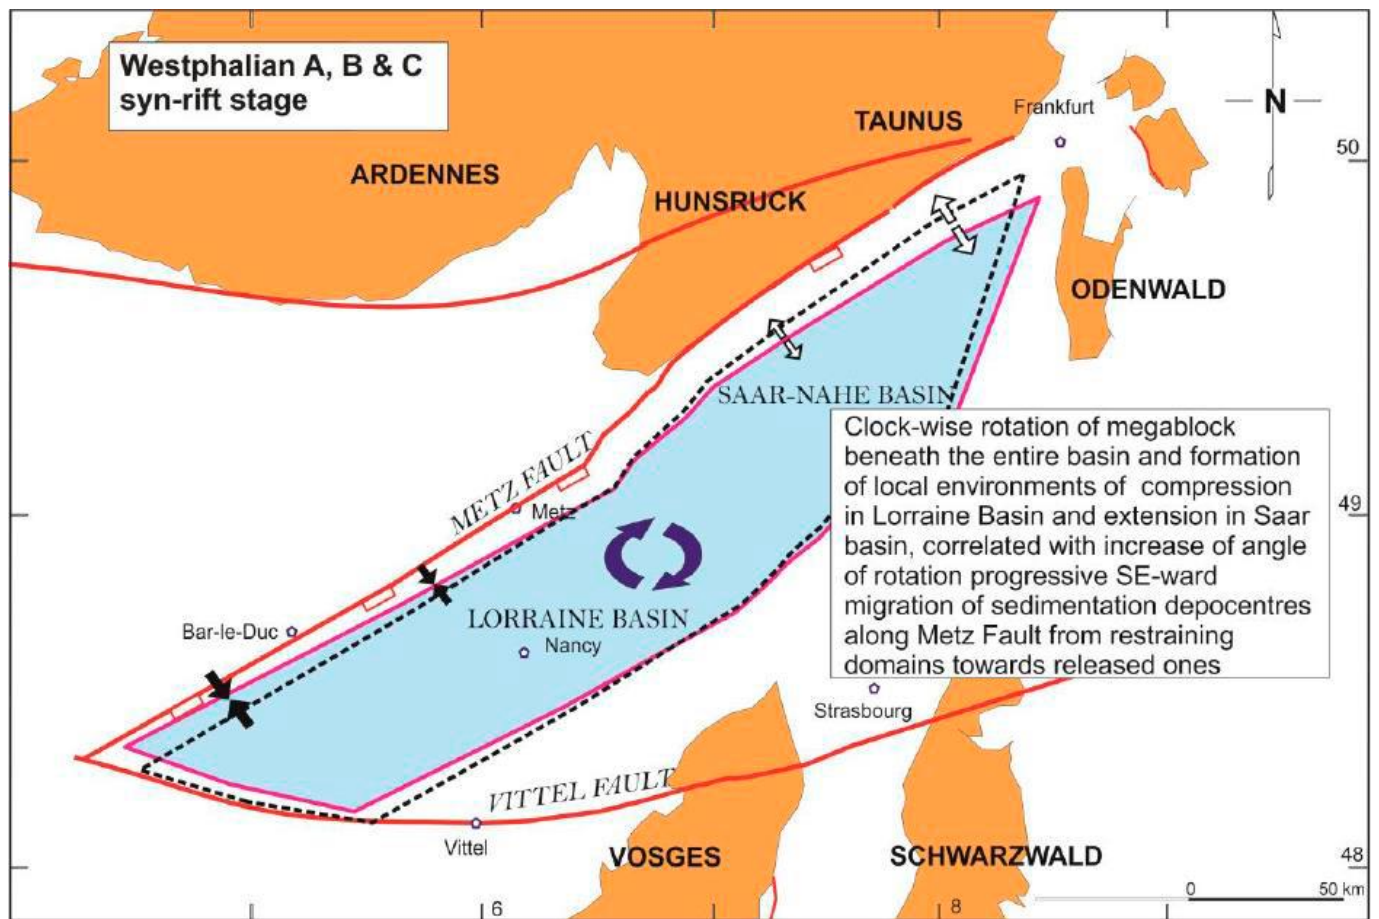 Westphalian A, B & C
syn-rift stage
Frankfurt
N
TAUNUS
50
ARDENNES
HUNSRUCK
ODENWALD
SAAR-NAHE BASIN
Clock-wise rotation of megablock
beneath the entire basin and formation
of local environments of compression
in Lorraine Basin and extension in Saar
basin, correlated with increase of angle
of rotation progressive SE-ward
migration of sedimentation depocentres
along Metz Fault from restraining
domains towards released ones
METZ FAULT
Metz
49
LORRAINE BASIN
Bar-le-Duc
Nancy
Strasbourg
VITTEL FAULT
Vittel
VOSGES
SCHWARZWALD
48
0 50 km
6
8